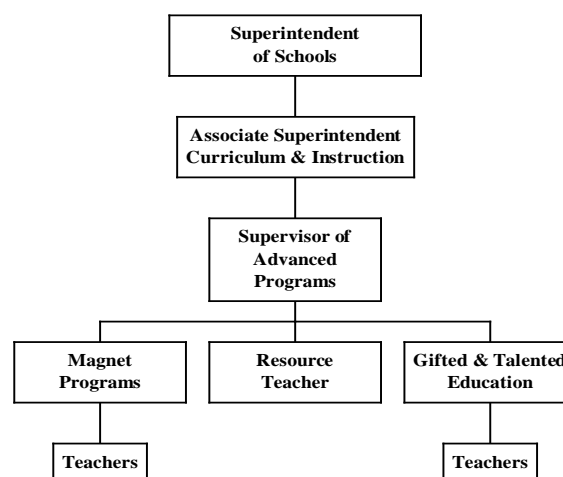 Superintendent
of Schools
Associate Superintendent
Curriculum & Instruction
Supervisor of
Advanced
Programs
Magnet
Programs
Resource
Teacher
Gifted & Talented
Education
Teachers
Teachers